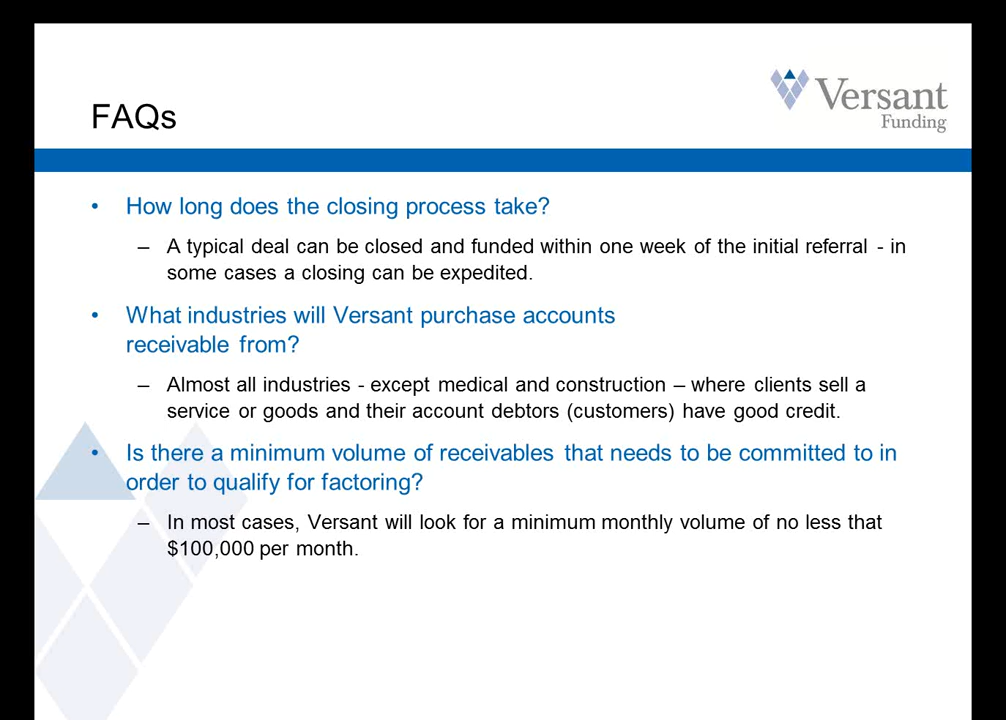 Versant
Funding
FAQs
• How long does the closing process take?
– A typical deal can be closed and funded within one week of the initial referral - in
some cases a closing can be expedited.
• What industries will Versant purchase accounts
receivable from?
– Almost all industries - except medical and construction – where clients sell a
service or goods and their account debtors (customers) have good credit.
• Is there a minimum volume of receivables that needs to be committed to in
order to qualify for factoring?
– In most cases, Versant will look for a minimum monthly volume of no less that
$100,000 per month.